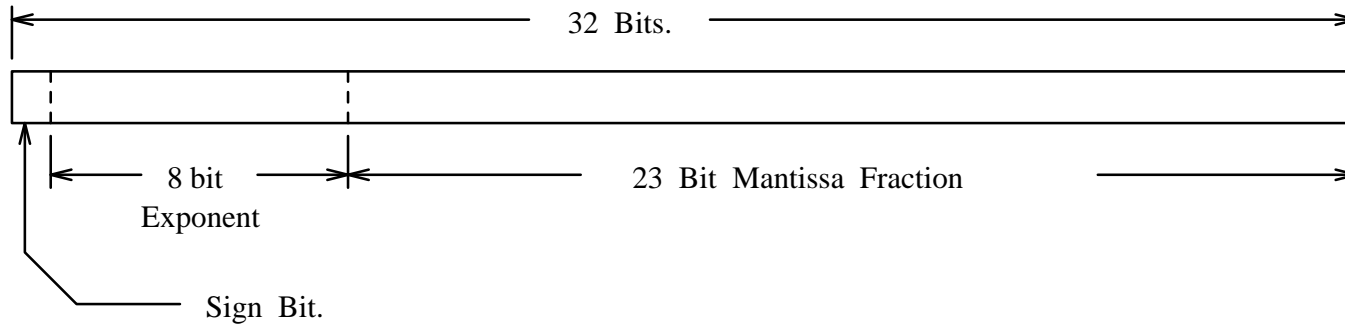 32 Bits.
8 bit
Exponent
23 Bit Mantissa Fraction
Sign Bit.